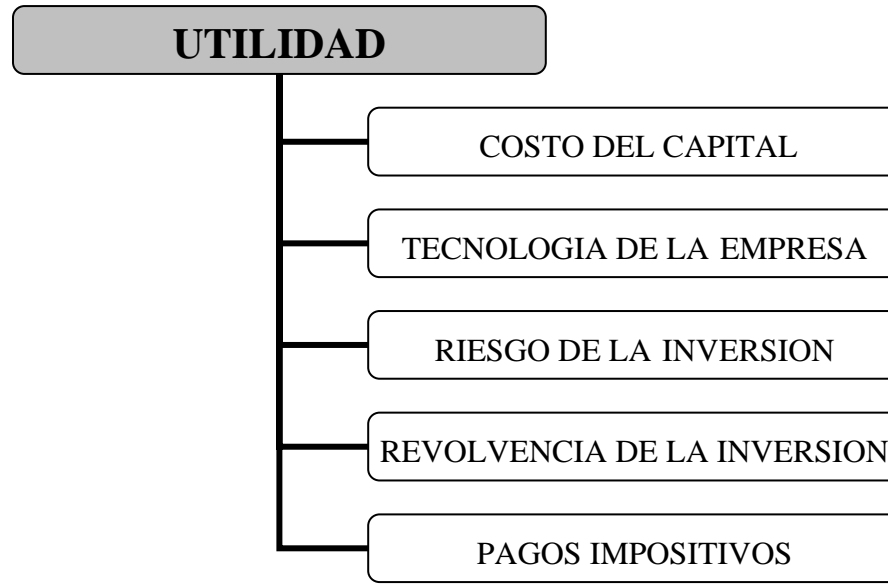 UTILIDAD
COSTO DEL CAPITAL
TECNOLOGIA DE LA EMPRESA
RIESGO DE LA INVERSION
REVOLVENCIA DE LA INVERSION
PAGOS IMPOSITIVOS